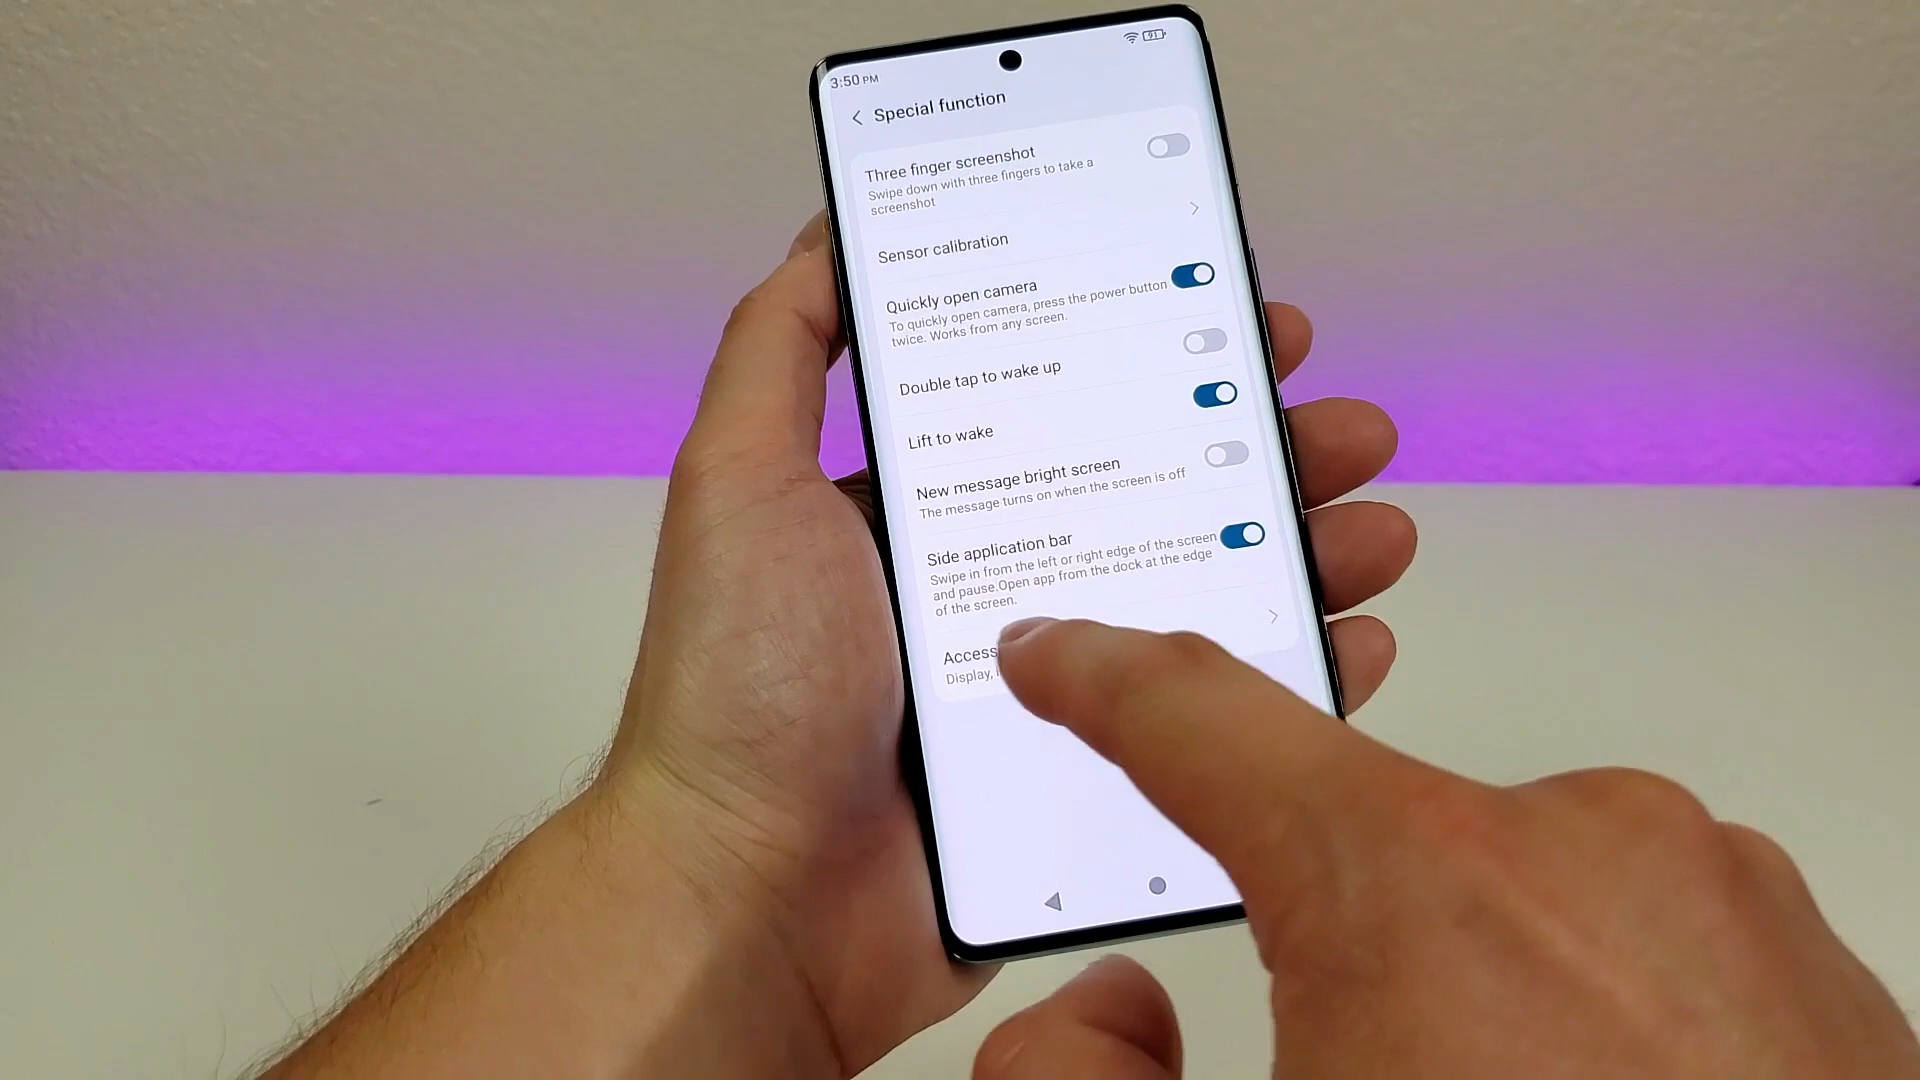 3:50 PM
91
Special function
Three finger screenshot
Swipe down with three fingers to take a
screenshot
Sensor calibration
Quickly open camera
To quickly open camera, press the power button
twice. Works from any screen.
Double tap to wake up
Lift to wake
New message bright screen
The message turns on when the screen is off
Side application bar
Swipe in from the left or right edge of the screen
and pause.Open app from the dock at the edge
of the screen.
Access
Display,